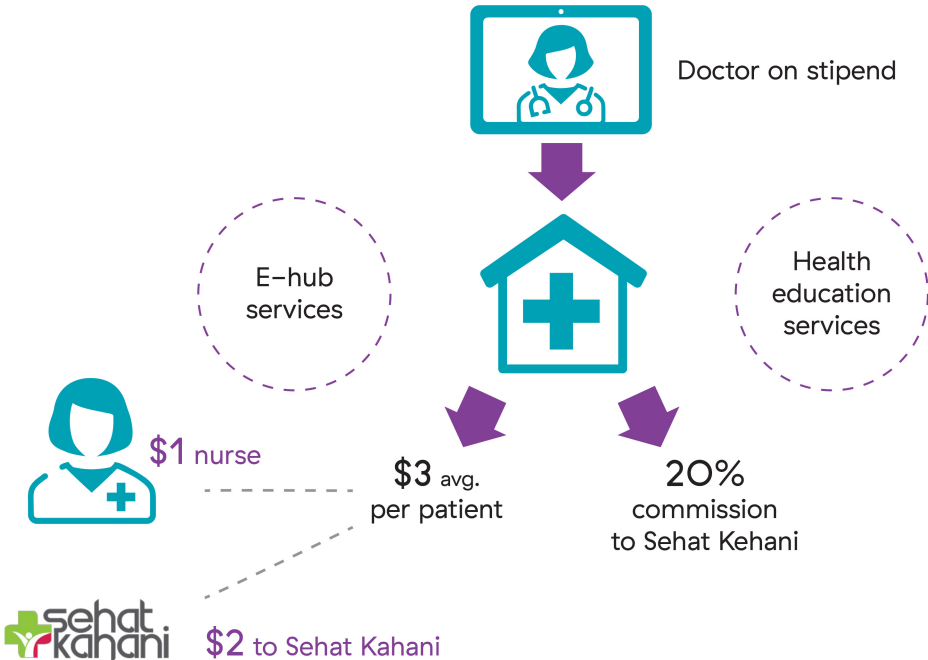 Doctor on stipend
E-hub
services
Health
education
services
$1 nurse
$3 avg.
per patient
20%
commission
to Sehat Kehani
sehat
kahani
$2 to Sehat Kahani